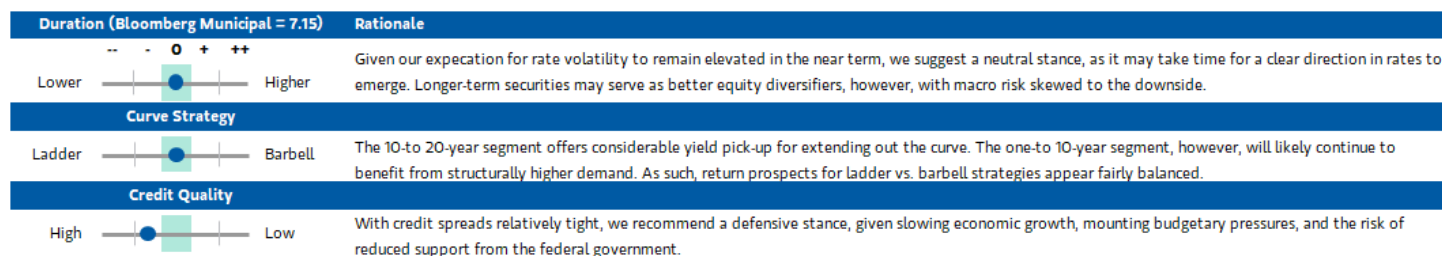 Duration (Bloomberg Municipal = 7.15) Rationale
-- - 0 + ++
Given our expecation for rate volatility to remain elevated in the near term, we suggest a neutral stance, as it may take time for a clear direction in rates to
Lower Higher
emerge. Longer-term securities may serve as better equity diversifiers, however, with macro risk skewed to the downside.
Curve Strategy
Ladder Barbell
The 10-to 20-year segment offers considerable yield pick-up for extending out the curve. The one-to 10-year segment, however, will likely continue to
benefit from structurally higher demand. As such, return prospects for ladder vs. barbell strategies appear fairly balanced.
Credit Quality
High Low
With credit spreads relatively tight, we recommend a defensive stance, given slowing economic growth, mounting budgetary pressures, and the risk of
reduced support from the federal government.